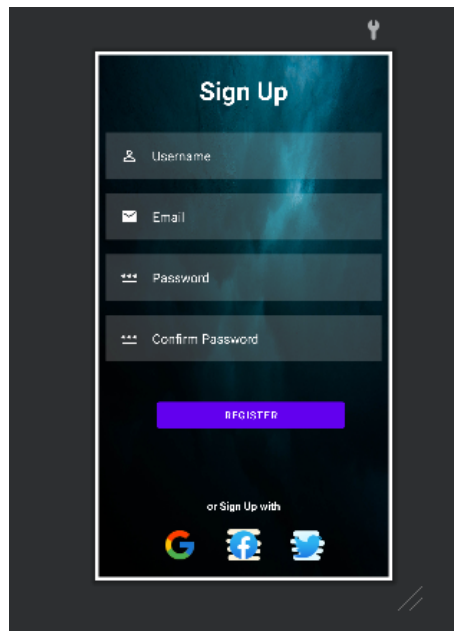 Sign Up
Username
Email
Password
Confirm Password
REGISTER
or Sign Up with